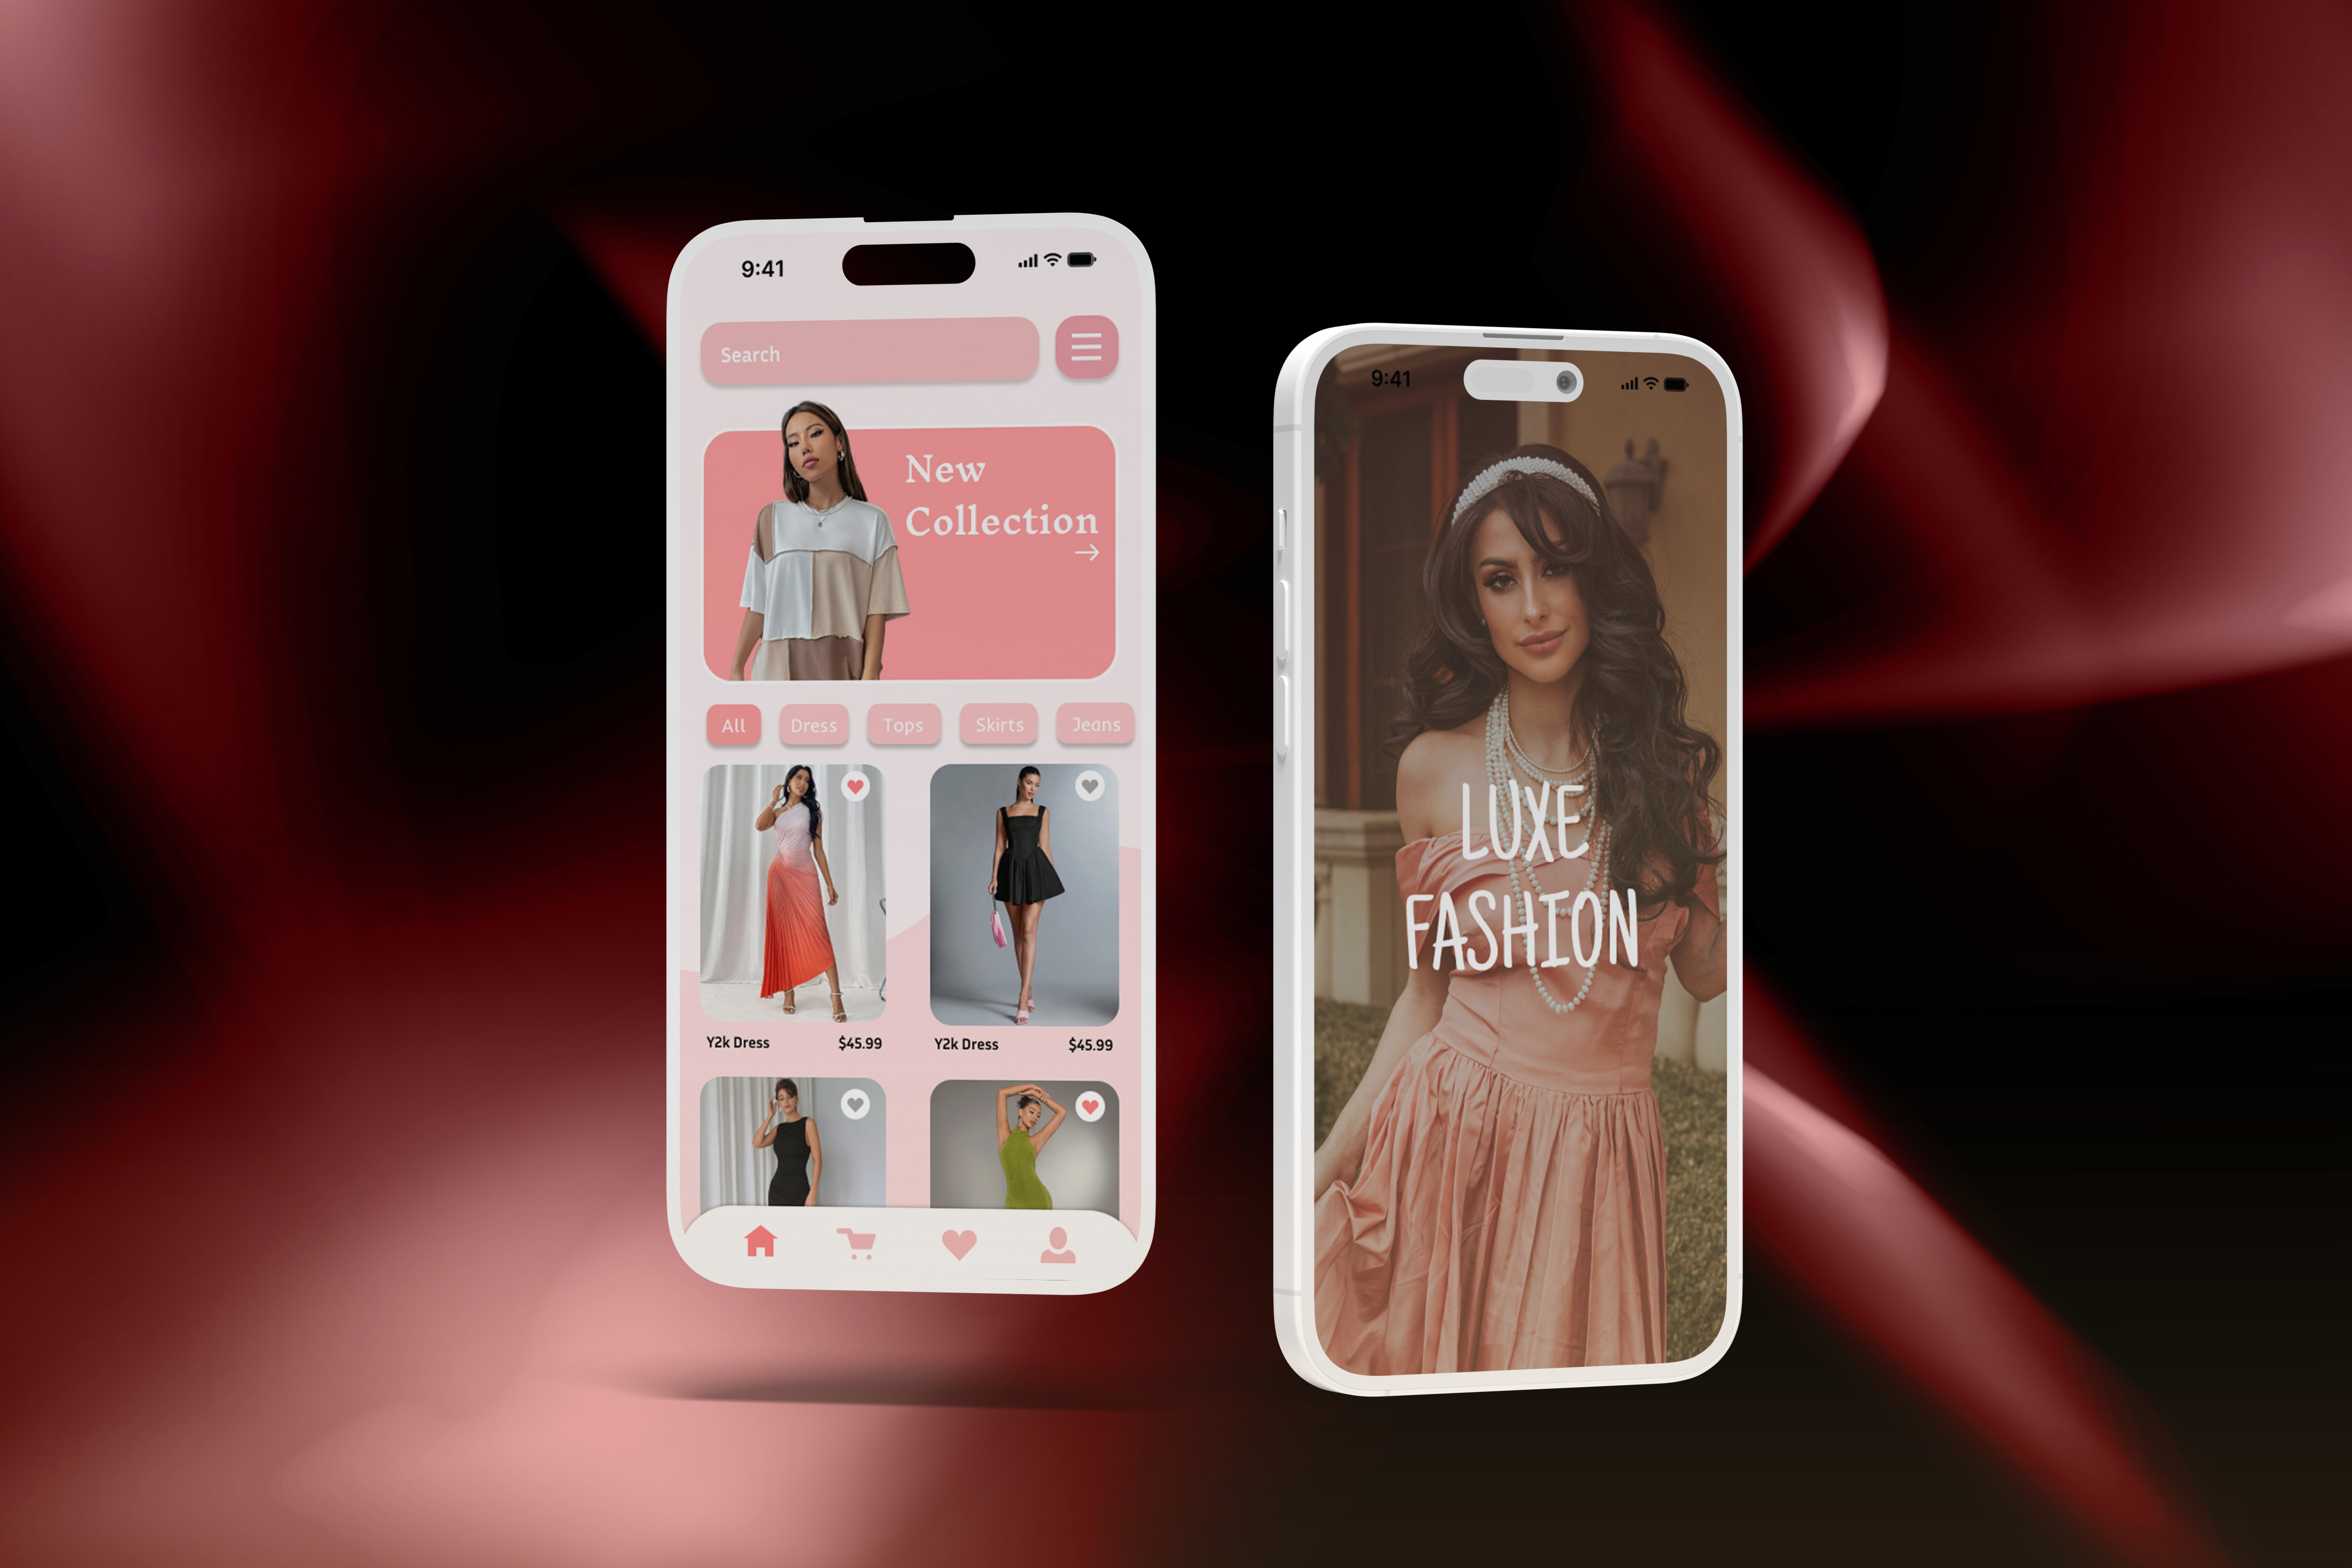 9:41
Search
New
Collection
All Dress Tops Skirts Jeans
Y2k Dress $45.99
Y2k Dress $45.99
9:41
LUXE
FASHION